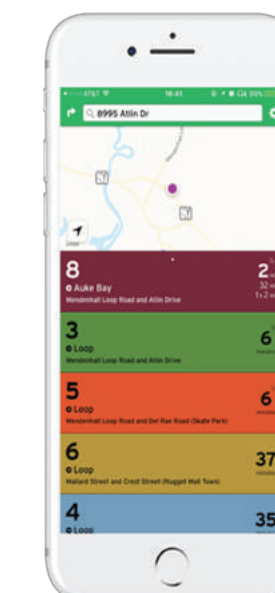 AT&T 16:41
8995 Atlin Dr
8
Auke Bay
Mendenhall Loop Road and Atlin Drive
2
32
3
Loop
Mendenhall Loop Road and Atlin Drive
6
5
Loop
Mendenhall Loop Road and Del Rae Road (Skate Park)
6
6
Loop
Mallard Street and Crest Street (Nugget Mall Town)
37
4
Loop
35